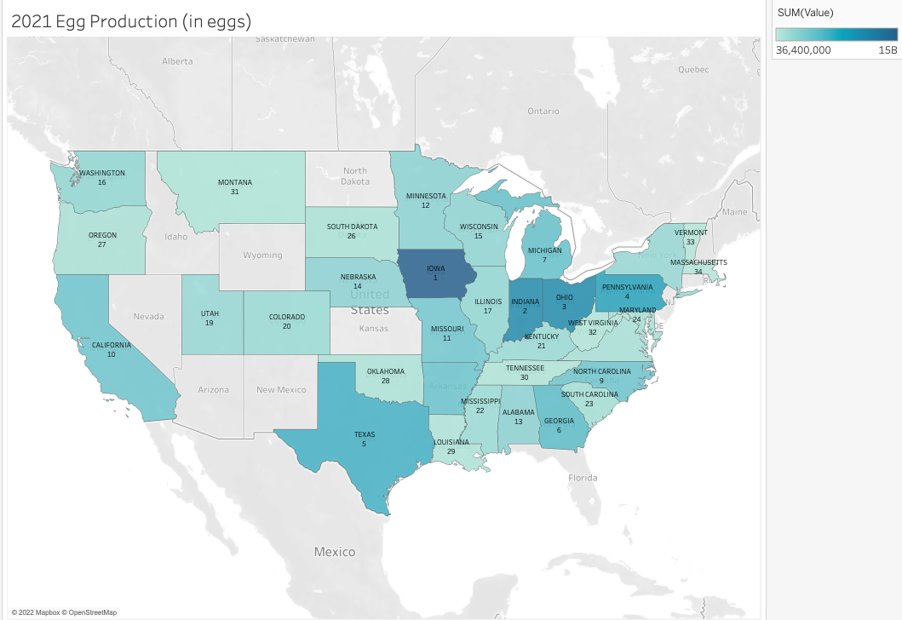 2021 Egg Production (in eggs)
SUM(Value)
36,400,000
15B
Saskatchewan
Alberta
Quebec
Ontario
WASHINGTON
16
MONTANA
31
North
Dakota
MINNESOTA
12
Maine
OREGON
27
Idaho
SOUTH DAKOTA
26
WISCONSIN
15
MICHIGAN
7
VERMONT
33
New York
Wyoming
MASSACHUSETTS
34
IOWA
1
NEBRASKA
14
United
States
PENNSYLVANIA
4
INDIANA
2
OHIO
3
ILLINOIS
17
NJ
MARYLAND
24
DE
Nevada
UTAH
19
COLORADO
20
Kansas
MISSOURI
11
WEST VIRGINIA
32
KENTUCKY
21
CALIFORNIA
10
OKLAHOMA
28
TENNESSEE
30
NORTH CAROLINA
9
Arizona
New Mexico
Arkansas
SOUTH CAROLINA
23
MISSISSIPPI
22
ALABAMA
13
GEORGIA
6
TEXAS
5
LOUISIANA
29
Florida
Mexico
© 2022 Mapbox © OpenStreetMap